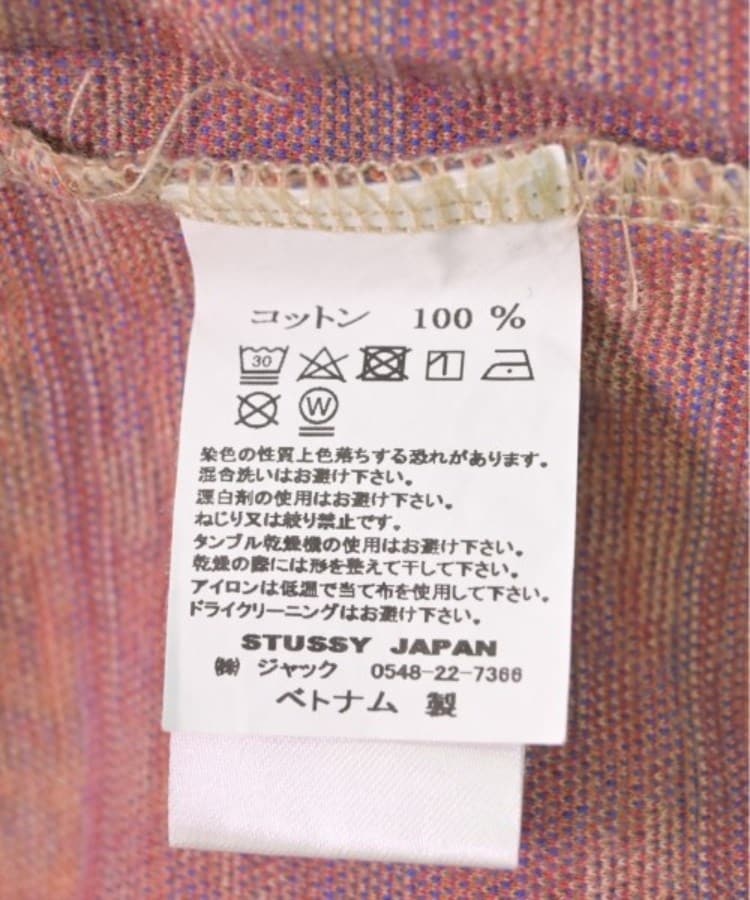 コットン 100 %
30
W
染色の性質上色落ちする恐れがあります。
混合洗いはお避け下さい。
漂白剤の使用はお避け下さい。
ねじり又は絞り禁止です。
タンブル乾燥機の使用はお避け下さい。
乾燥の際には形を整えて干して下さい。
アイロンは低温で当て布を使用して下さい。
ドライクリーニングはお避け下さい。
STUSSY JAPAN
㈱ ジャック 0548-22-7366
ベトナム 製